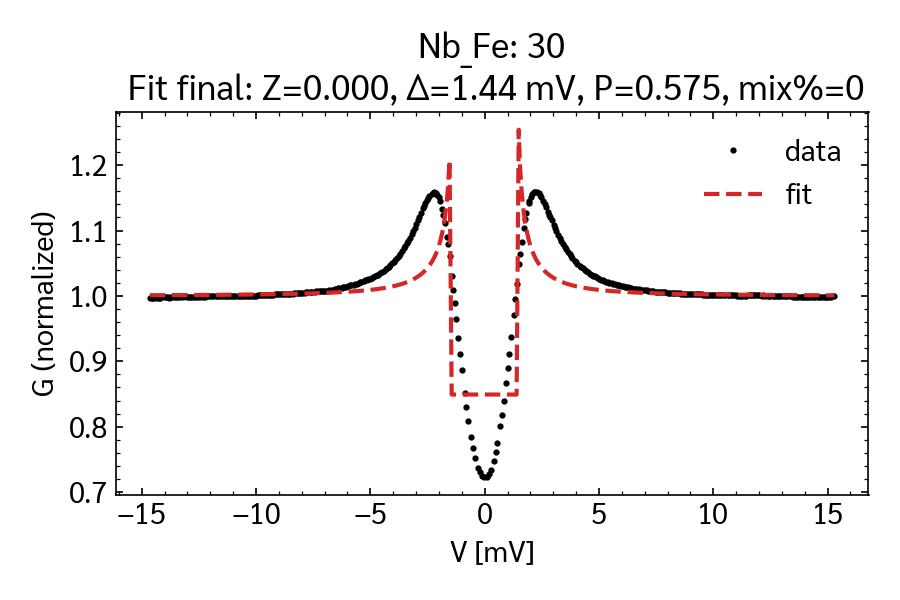 Nb_Fe: 30
Fit final: Z=0.000, Δ=1.44 mV, P=0.575, mix%=0
data
fit
G (normalized)
1.2
1.1
1.0
0.9
0.8
0.7
−15 −10 −5 0 5 10 15
V [mV]